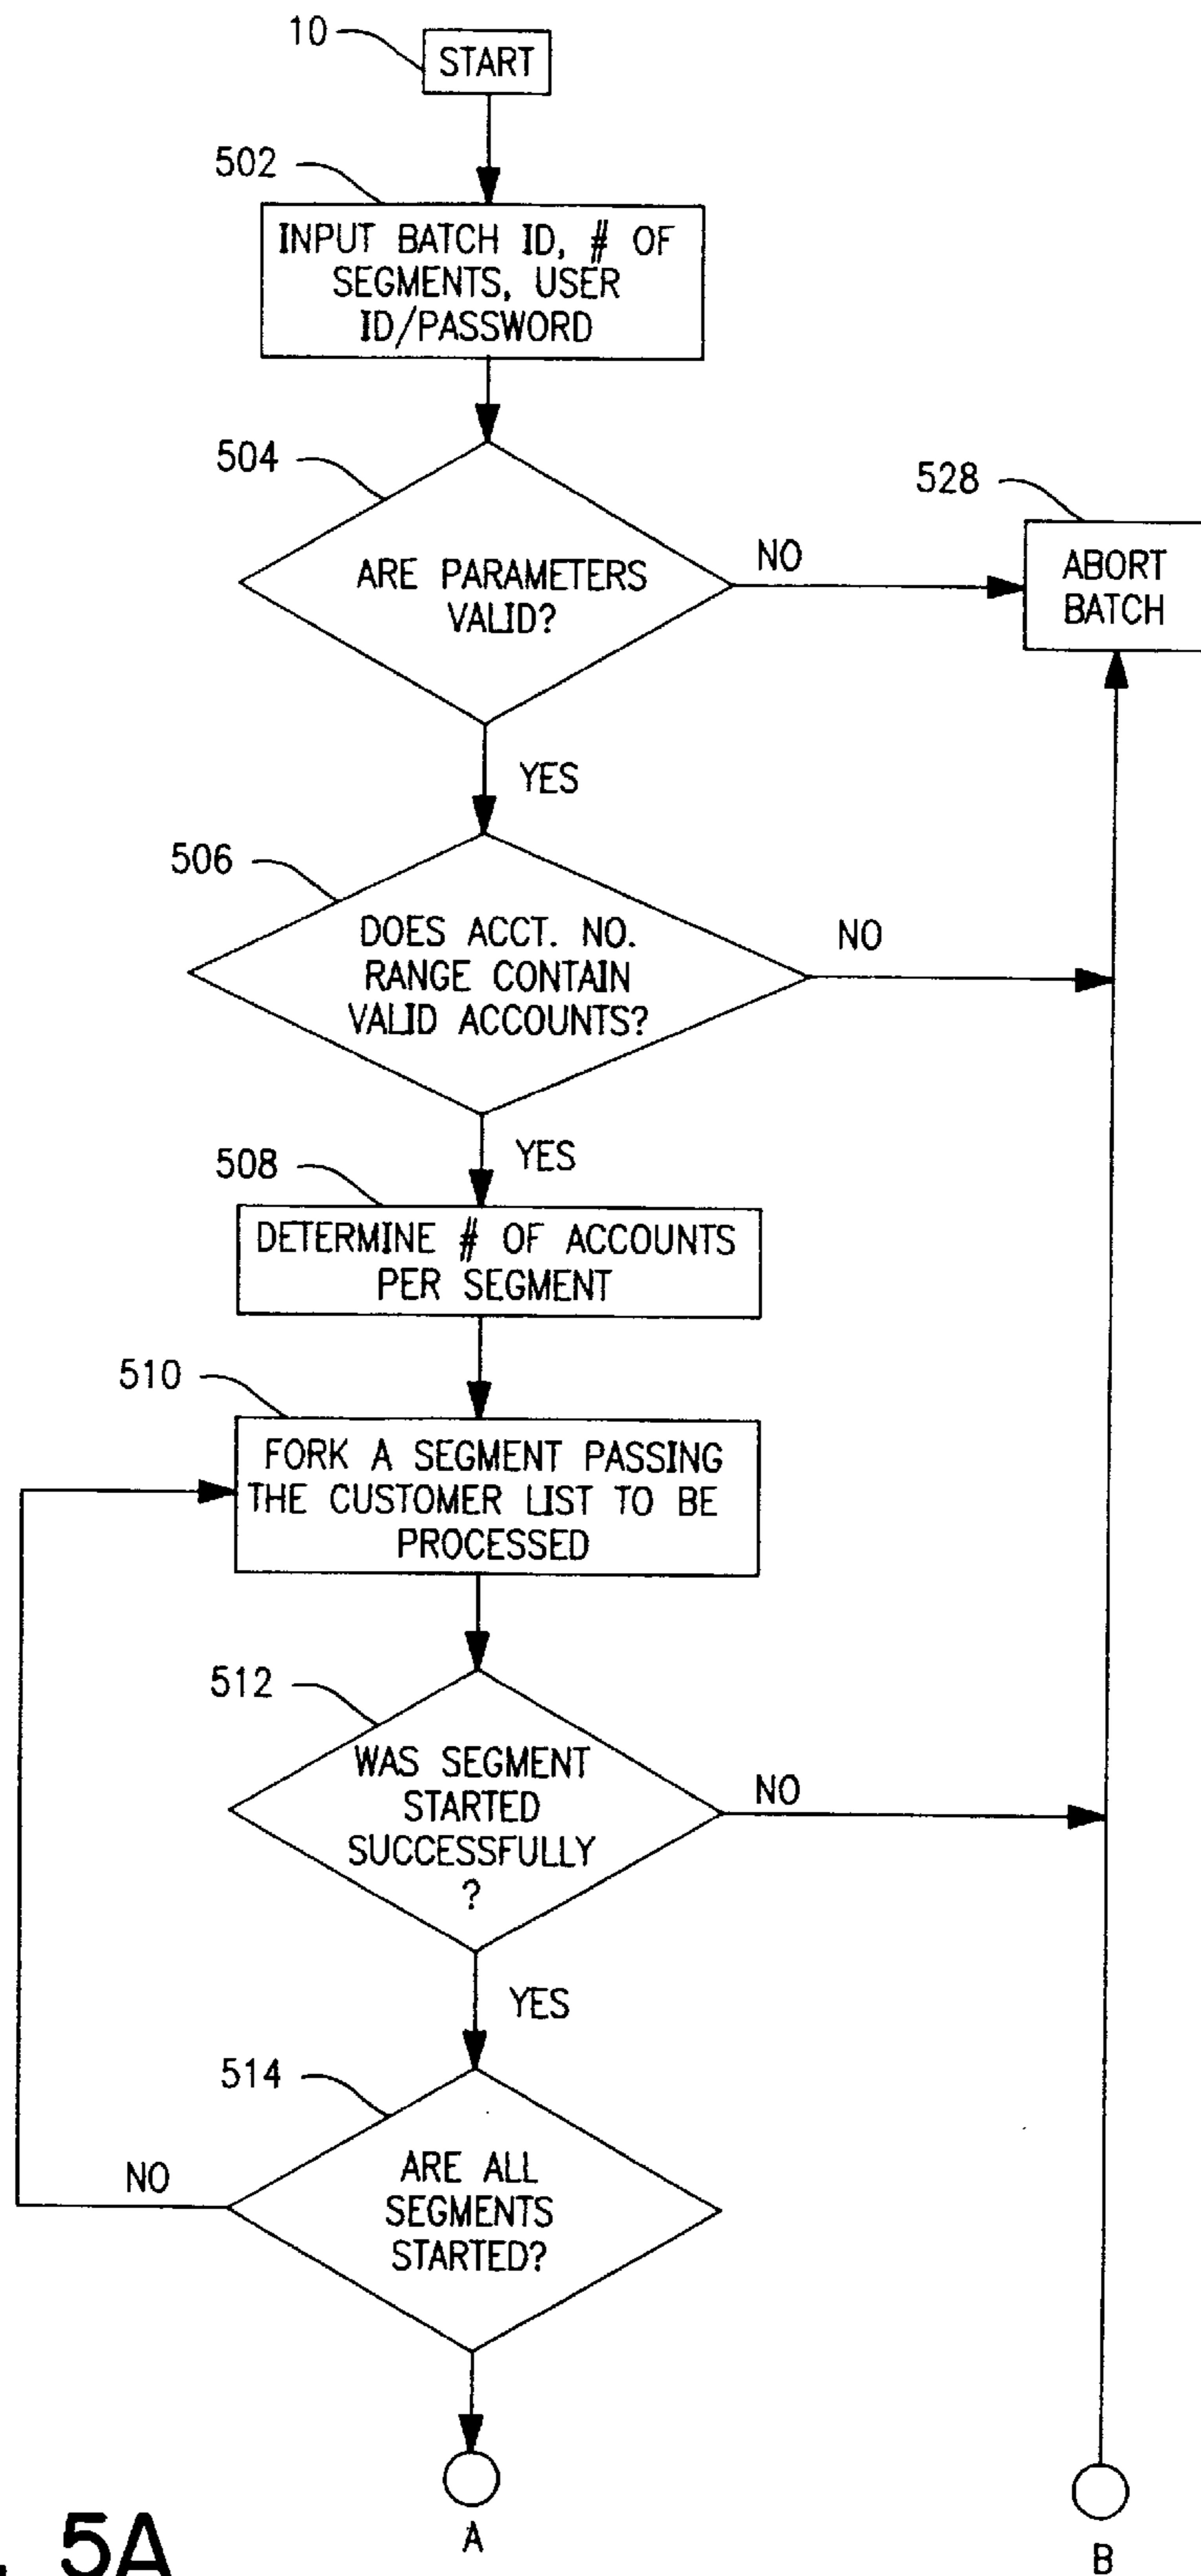 10
START
502
INPUT BATCH ID, # OF
SEGMENTS, USER
ID/PASSWORD
504
ARE PARAMETERS
VALID?
NO
528
ABORT
BATCH
YES
506
DOES ACCT. NO.
RANGE CONTAIN
VALID ACCOUNTS?
NO
YES
508
DETERMINE # OF ACCOUNTS
PER SEGMENT
510
FORK A SEGMENT PASSING
THE CUSTOMER LIST TO BE
PROCESSED
512
WAS SEGMENT
STARTED
SUCCESSFULLY
?
NO
YES
514
ARE ALL
SEGMENTS
STARTED?
NO
A
B
. 5A